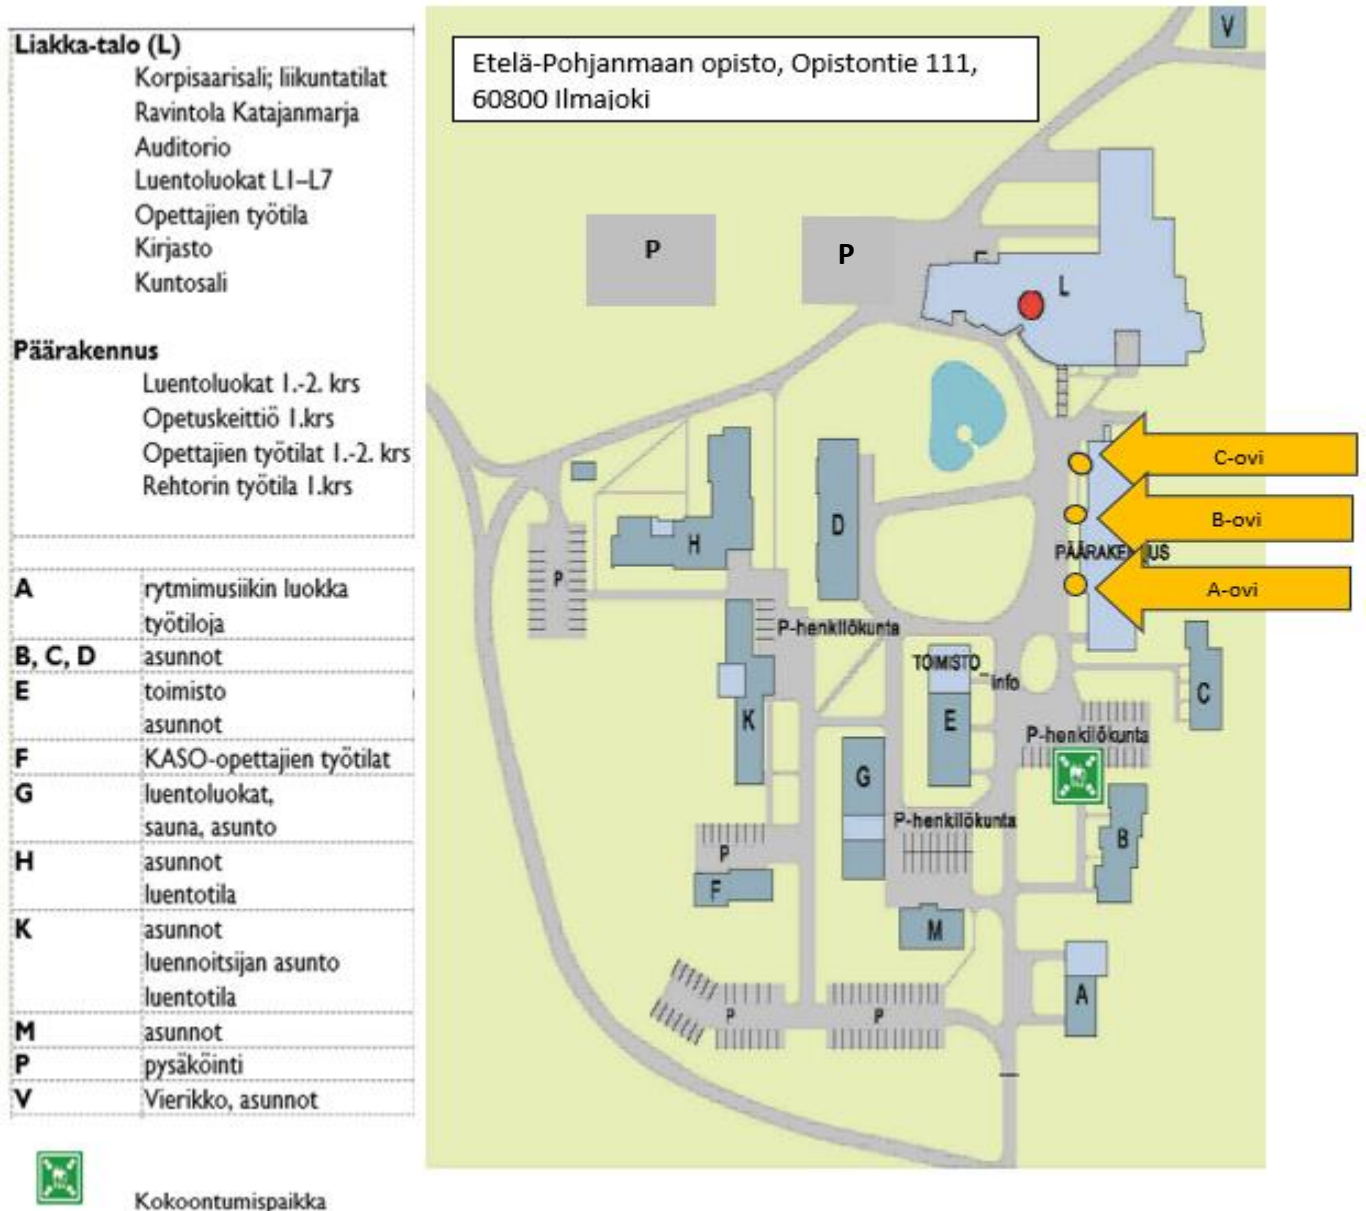 Liakka-talo (L)
Korpisaarisali; liikuntatilat
Ravintola Katajanmarja
Auditorio
Luentoluokat L1–L7
Opettajien työtila
Kirjasto
Kuntosali
Päärakennus
Luentoluokat 1.-2. krs
Opetuskeittiö 1.krs
Opettajien työtilat 1.-2. krs
Rehtorin työtila 1.krs
A rytmimusiikin luokka
työtiloja
B, C, D asunnot
E toimisto
asunnot
F KASO-opettajien työtilat
G luentoluokat,
sauna, asunto
H asunnot
luentotila
K asunnot
luennoitsijan asunto
luentotila
M asunnot
P pysäköinti
V Vierikko, asunnot
Kokoontumispaikka
Etelä-Pohjanmaan opisto, Opistontie 111,
60800 Ilmajoki
V
P
P
L
C-ovi
B-ovi
PÄÄRAKE US
A-ovi
D
H
P
P-henkilökunta
TOIMISTO
info
C
K
E
P-henkilökunta
G
P-henkilökunta
B
P
F
M
A
P
P